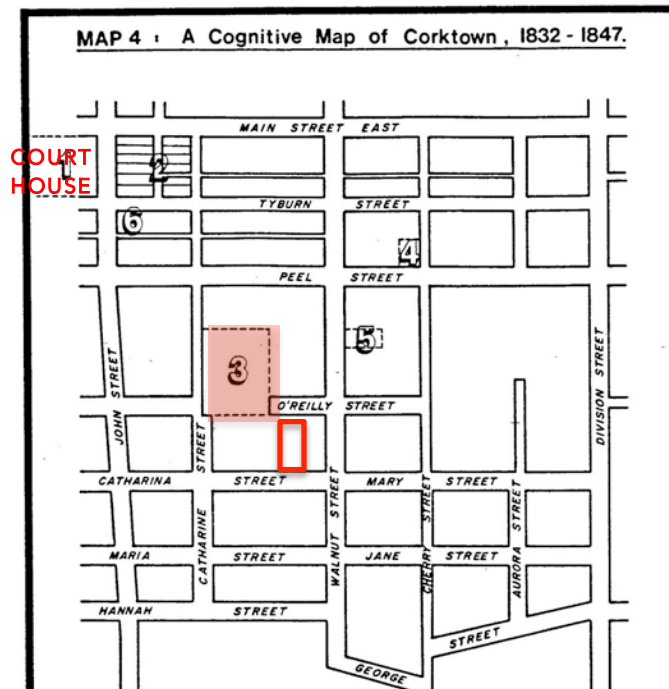 MAP 4 : A Cognitive Map of Corktown, 1832 - 1847.
MAIN STREET EAST
COURT HOUSE
1
2
TYBURN STREET
6
4
PEEL STREET
3
5
JOHN STREET
DIVISION STREET
O'REILLY STREET
CATHARINE STREET
WALNUT STREET
CHERRY STREET
AURORA STREET
CATHARINA STREET
MARY STREET
MARIA STREET
JANE STREET
HANNAH STREET
GEORGE STREET